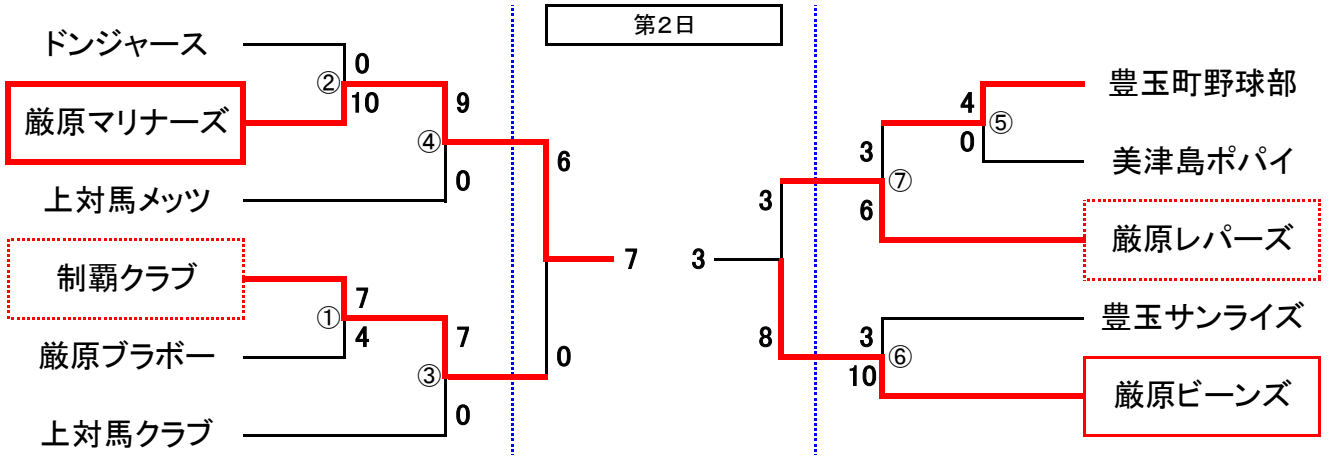 第2日
ドンジャース
0
②
10
厳原マリナーズ
9
④
0
上対馬メッツ
6
制覇クラブ
7
①
4
厳原ブラボー
7
③
0
上対馬クラブ
0
7
3
豊玉町野球部
4
⑤
0
美津島ポパイ
3
⑦
6
厳原レパーズ
3
豊玉サンライズ
3
⑥
10
厳原ビーンズ
8